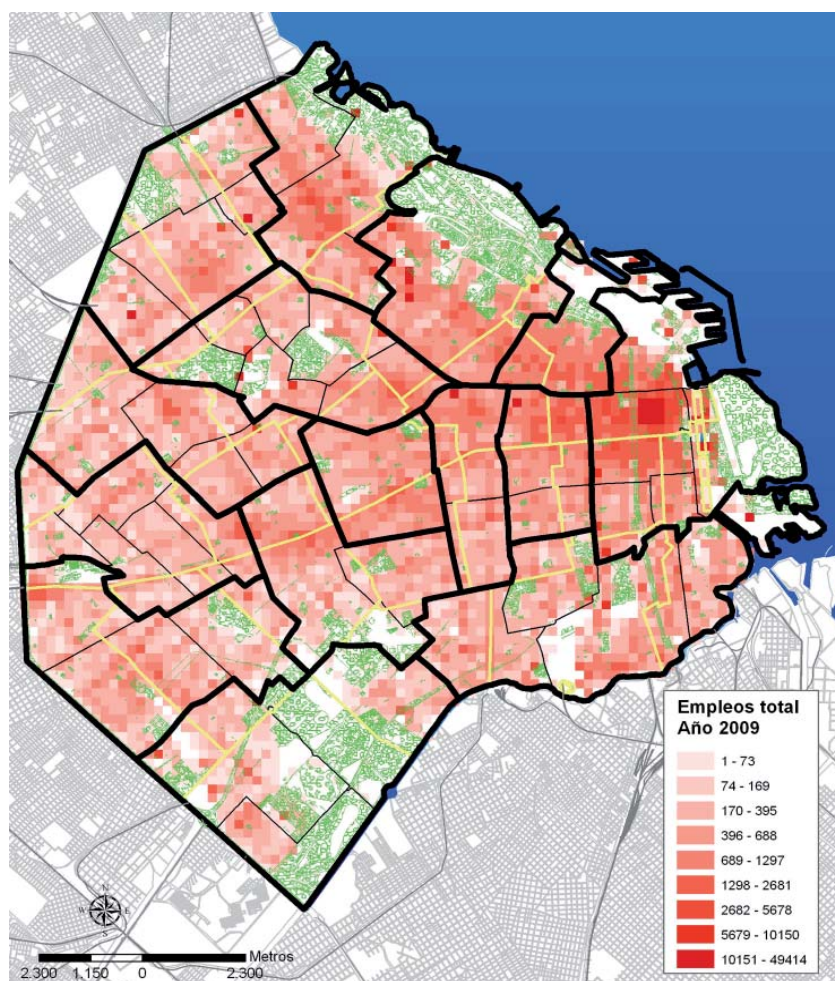 Empleos total
Año 2009
1 - 73
74 - 169
170 - 395
396 - 688
689 - 1297
1298 - 2681
2682 - 5678
5679 - 10150
10151 - 49414
N
W E
S
Metros
2.300 1.150 0 2.300